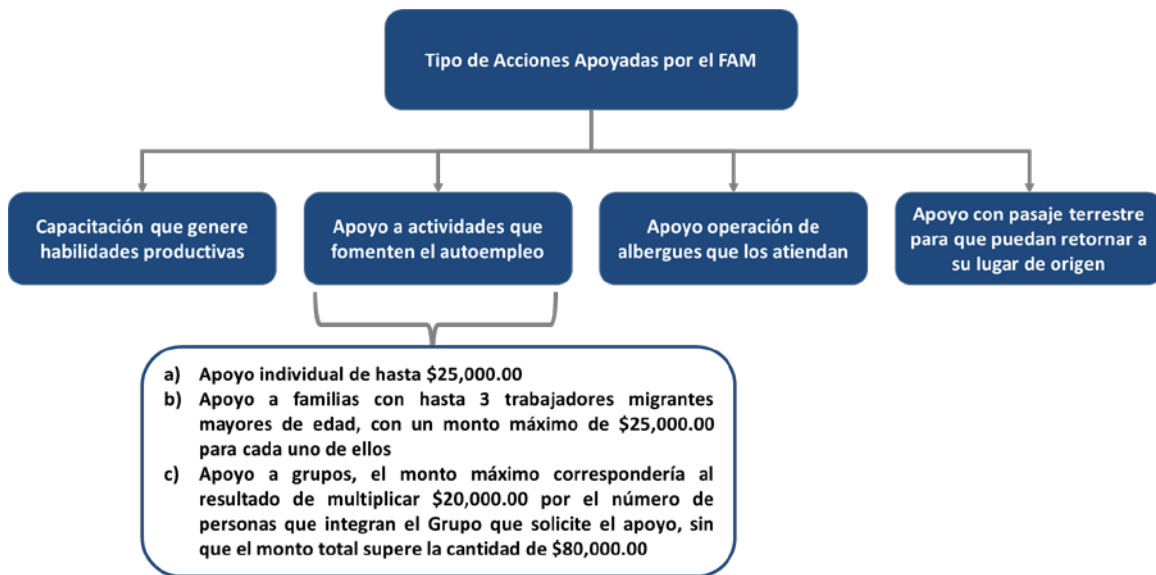 Tipo de Acciones Apoyadas por el FAM
Capacitación que genere
habilidades productivas
Apoyo a actividades que
fomenten el autoempleo
Apoyo operación de
albergues que los atiendan
Apoyo con pasaje terrestre
para que puedan retornar a
su lugar de origen
a) Apoyo individual de hasta $25,000.00
b) Apoyo a familias con hasta 3 trabajadores migrantes
mayores de edad, con un monto máximo de $25,000.00
para cada uno de ellos
c) Apoyo a grupos, el monto máximo correspondería al
resultado de multiplicar $20,000.00 por el número de
personas que integran el Grupo que solicite el apoyo, sin
que el monto total supere la cantidad de $80,000.00